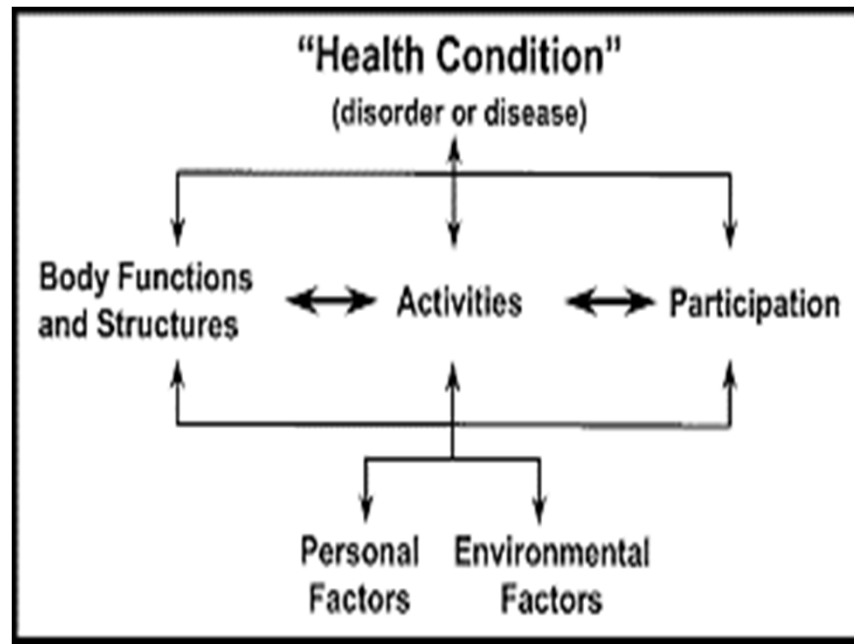 “Health Condition”
(disorder or disease)
Body Functions
and Structures
Activities
Participation
Personal
Factors
Environmental
Factors